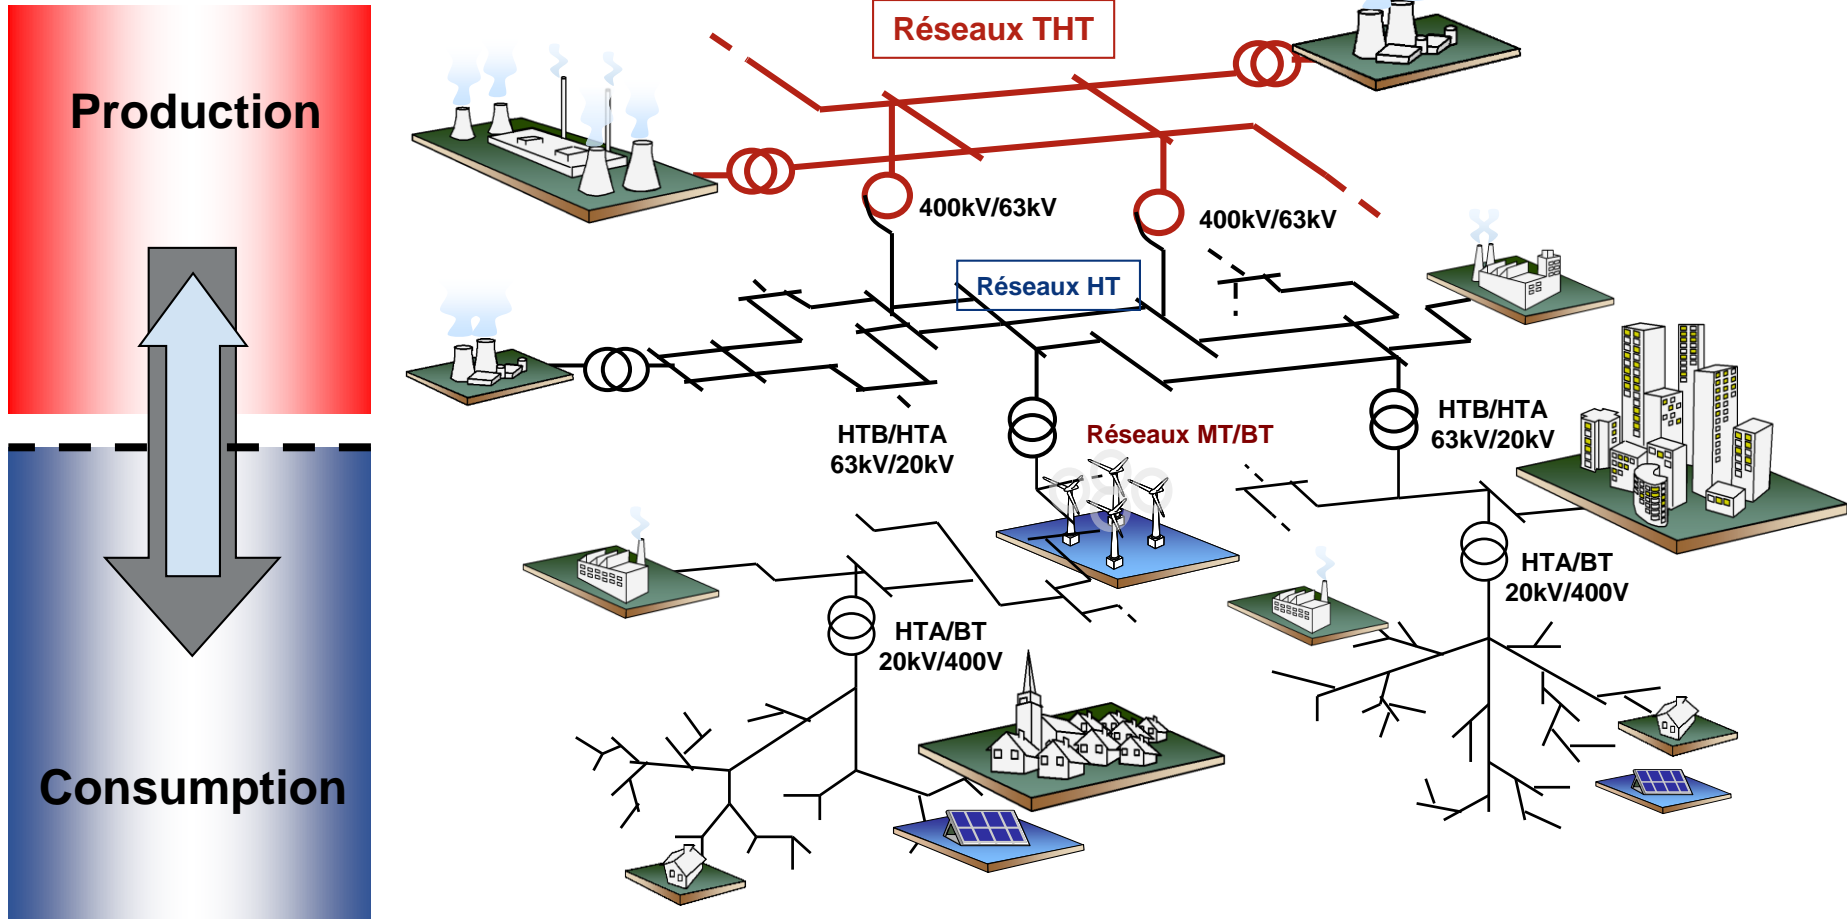 Réseaux THT
Production
400kV/63kV
400kV/63kV
Réseaux HT
HTB/HTA
63kV/20kV
Réseaux MT/BT
HTB/HTA
63kV/20kV
HTA/BT
20kV/400V
HTA/BT
20kV/400V
Consumption